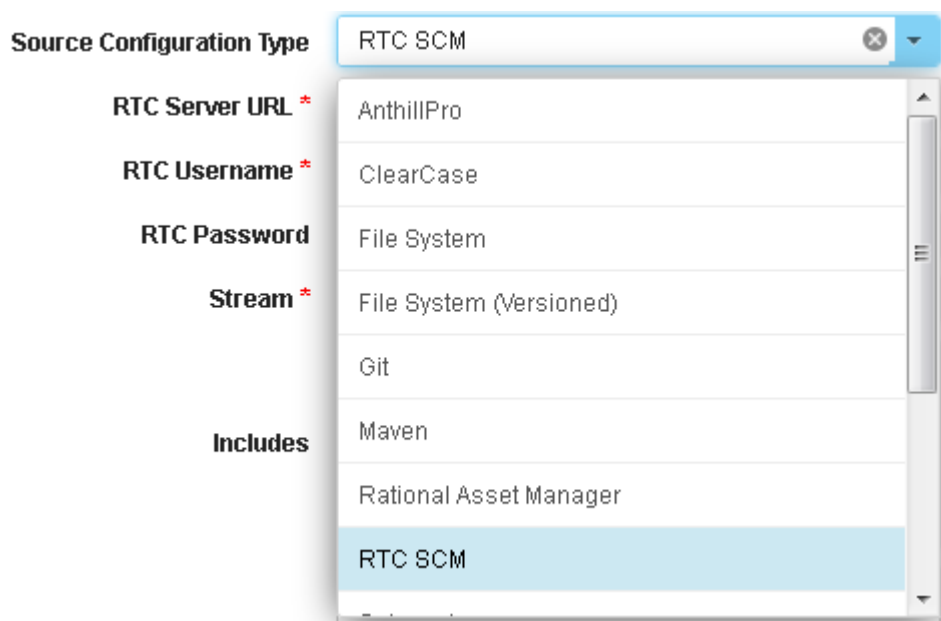 Source Configuration Type RTC SCM
RTC Server URL * AnthillPro
RTC Username * ClearCase
RTC Password File System
Stream * File System (Versioned)
Git
Includes Maven
Rational Asset Manager
RTC SCM